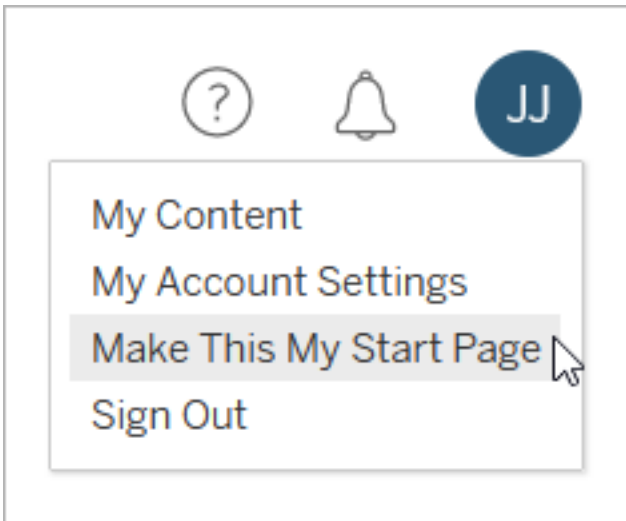 ?
JJ
My Content
My Account Settings
Make This My Start Page
Sign Out